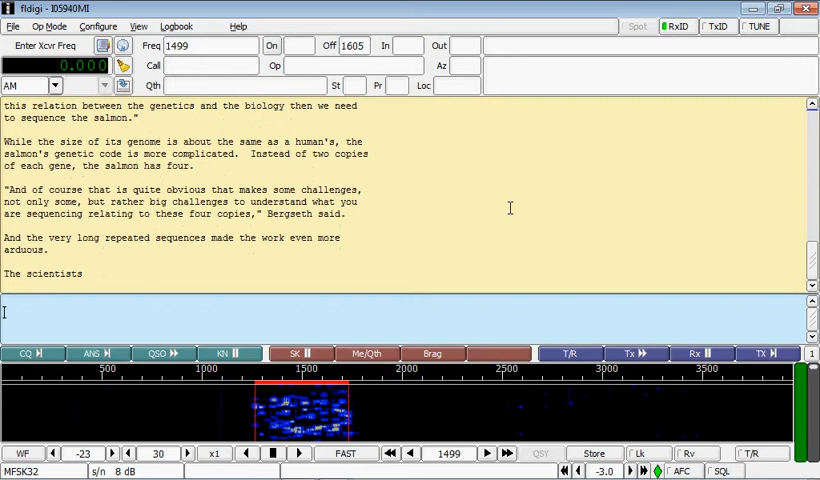 fldigi - I05940MI
File Op Mode Configure View Logbook Help Spot RxID TxID TUNE
Enter Xcvr Freq Freq 1499 On Off 1605 In Out
0.000 Call Op Az
AM Qth St Pr Loc
this relation between the genetics and the biology then we need
to sequence the salmon."
While the size of its genome is about the same as a human's, the
salmon's genetic code is more complicated. Instead of two copies
of each gene, the salmon has four.
"And of course that is quite obvious that makes some challenges,
not only some, but rather big challenges to understand what you
are sequencing relating to these four copies," Bergseth said.
And the very long repeated sequences made the work even more
arduous.
The scientists
CQ ANS QSO KN SK Me/Qth Brag T/R Tx Rx TX 1
500 1000 1500 2000 2500 3000 3500
WF -23 30 x1 FAST 1499 QSY Store Lk Rv T/R
MFSK32 s/n 8 dB -3.0 AFC SQL